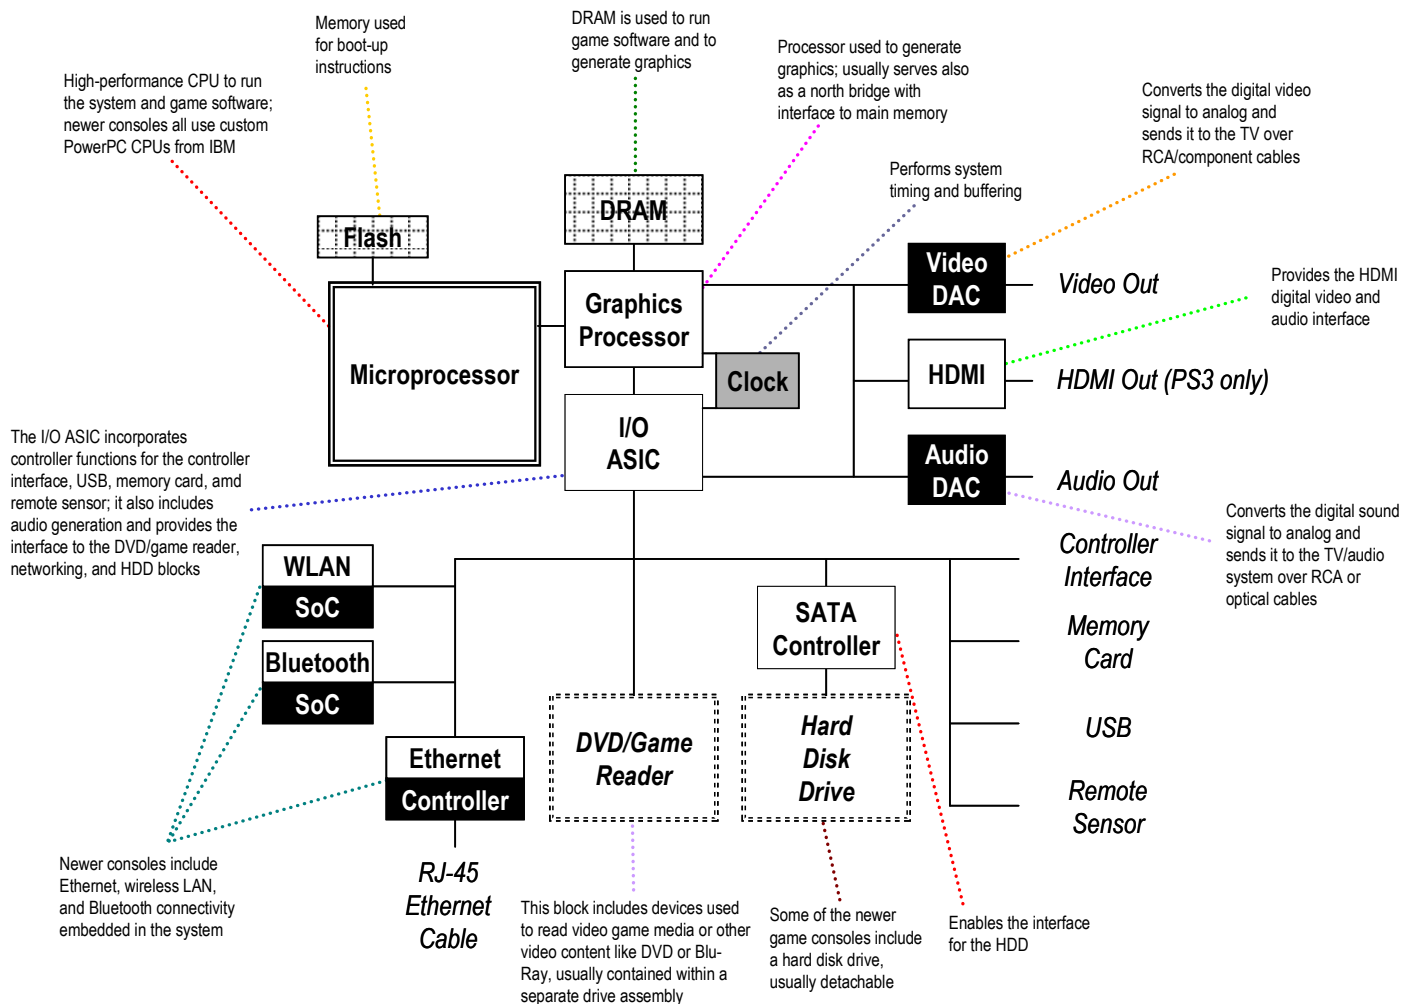 Memory used
for boot-up
instructions
DRAM is used to run
game software and to
generate graphics
Processor used to generate
graphics; usually serves also
as a north bridge with
interface to main memory
High-performance CPU to run
the system and game software;
newer consoles all use custom
PowerPC CPUs from IBM
Converts the digital video
signal to analog and
sends it to the TV over
RCA/component cables
Performs system
timing and buffering
DRAM
Flash
Video
DAC
Video Out
Provides the HDMI
digital video and
audio interface
Graphics
Processor
Microprocessor
Clock
HDMI
HDMI Out (PS3 only)
I/O
ASIC
The I/O ASIC incorporates
controller functions for the controller
interface, USB, memory card, amd
remote sensor; it also includes
audio generation and provides the
interface to the DVD/game reader,
networking, and HDD blocks
Audio
DAC
Audio Out
Converts the digital sound
signal to analog and
sends it to the TV/audio
system over RCA or
optical cables
WLAN
SoC
Controller
Interface
SATA
Controller
Memory
Card
Bluetooth
SoC
DVD/Game
Reader
Hard
Disk
Drive
USB
Ethernet
Controller
Remote
Sensor
Newer consoles include
Ethernet, wireless LAN,
and Bluetooth connectivity
embedded in the system
RJ-45
Ethernet
Cable
This block includes devices used
to read video game media or other
video content like DVD or Blu-
Ray, usually contained within a
separate drive assembly
Some of the newer
game consoles include
a hard disk drive,
usually detachable
Enables the interface
for the HDD